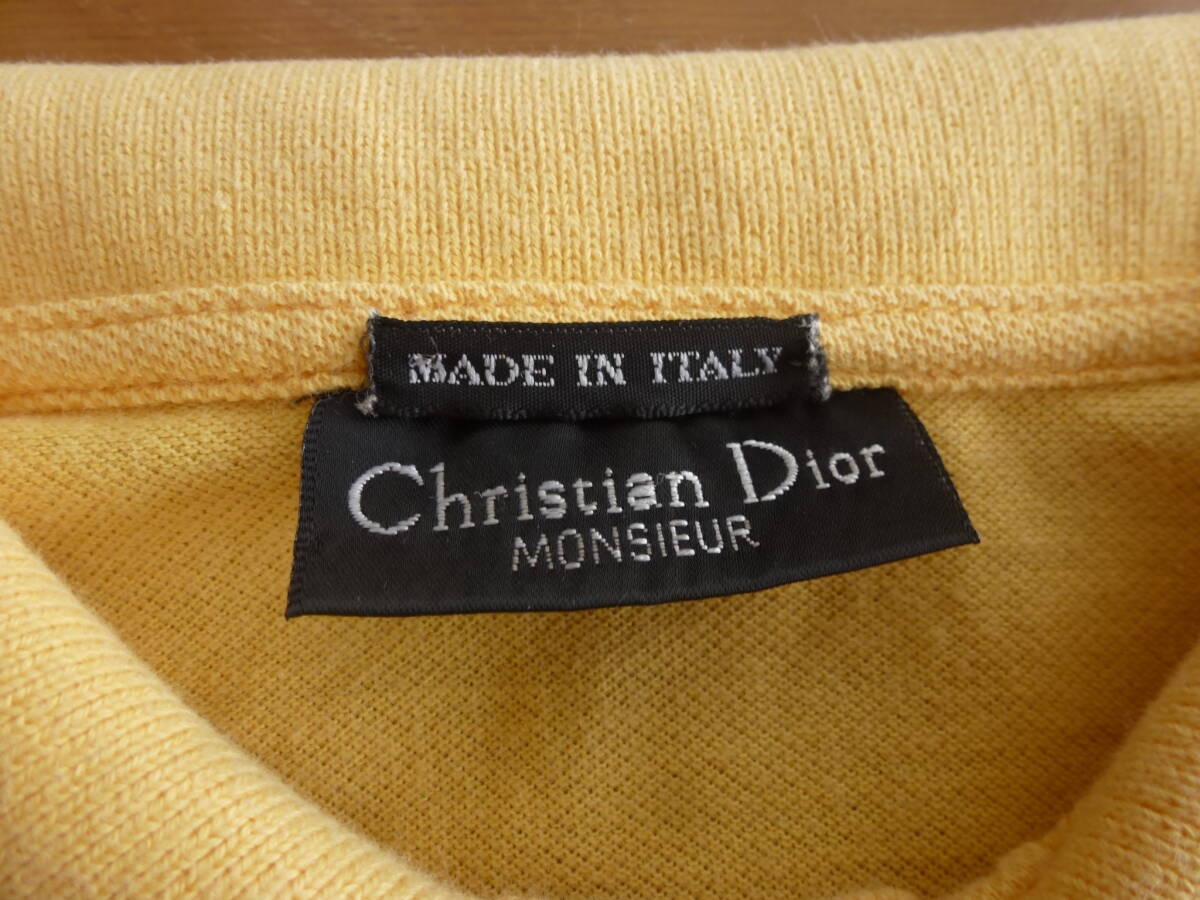 MADE IN ITALY
Christian Dior
MONSIEUR